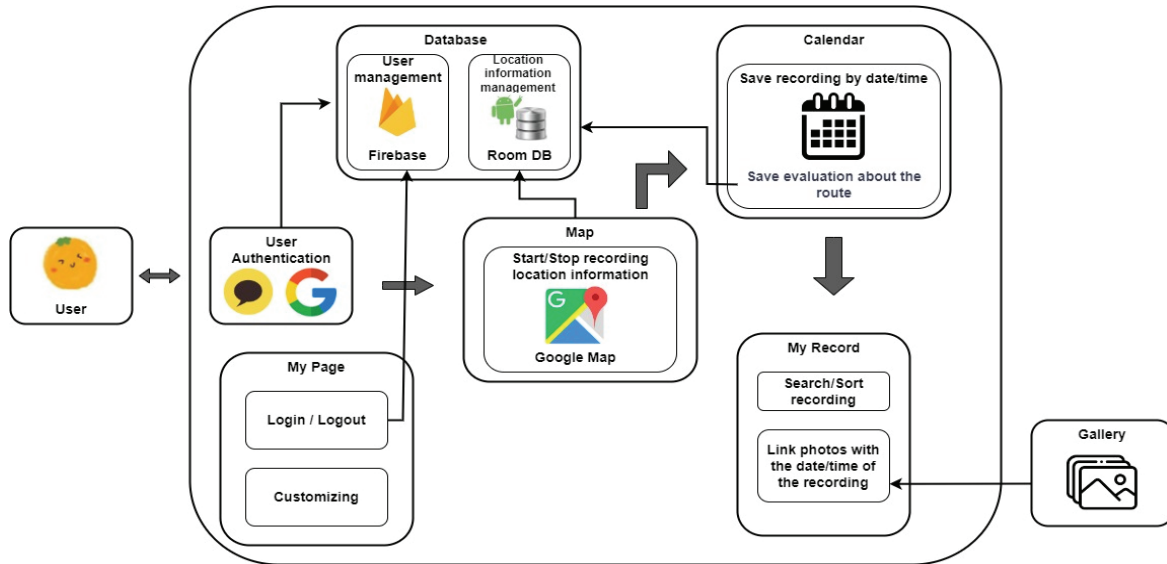 Database
User
management
Firebase
Location
information
management
Room DB
Calendar
Save recording by date/time
Save evaluation about the
route
User
User
Authentication
G
Map
Start/Stop recording
location information
G
Google Map
My Page
Login / Logout
Customizing
My Record
Search/Sort
recording
Link photos with
the date/time of
the recording
Gallery